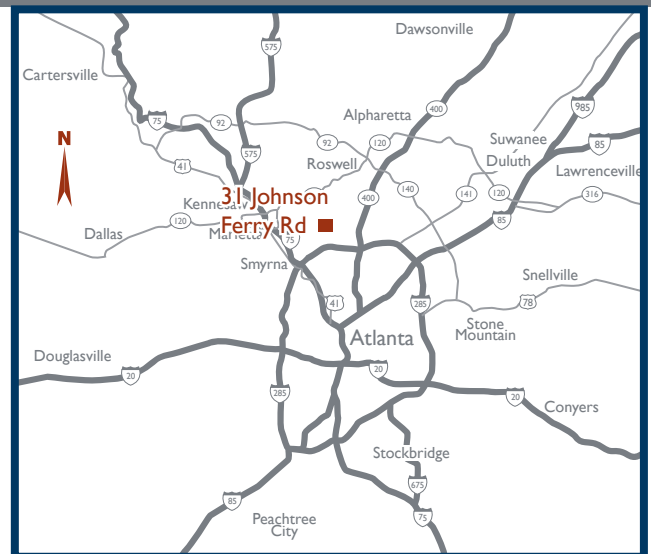 575
Dawsonville
Cartersville
400
985
75
92
Alpharetta
92
120
Suwanee
85
N
575
Roswell
Duluth
Lawrenceville
41
31 Johnson
Ferry Rd
Kennesaw
400
140
141
120
316
120
Marietta
75
85
Dallas
Smyrna
Snellville
41
285
78
Stone
Mountain
Atlanta
Douglasville
20
20
285
20
Conyers
Stockbridge
675
85
75
Peachtree
City